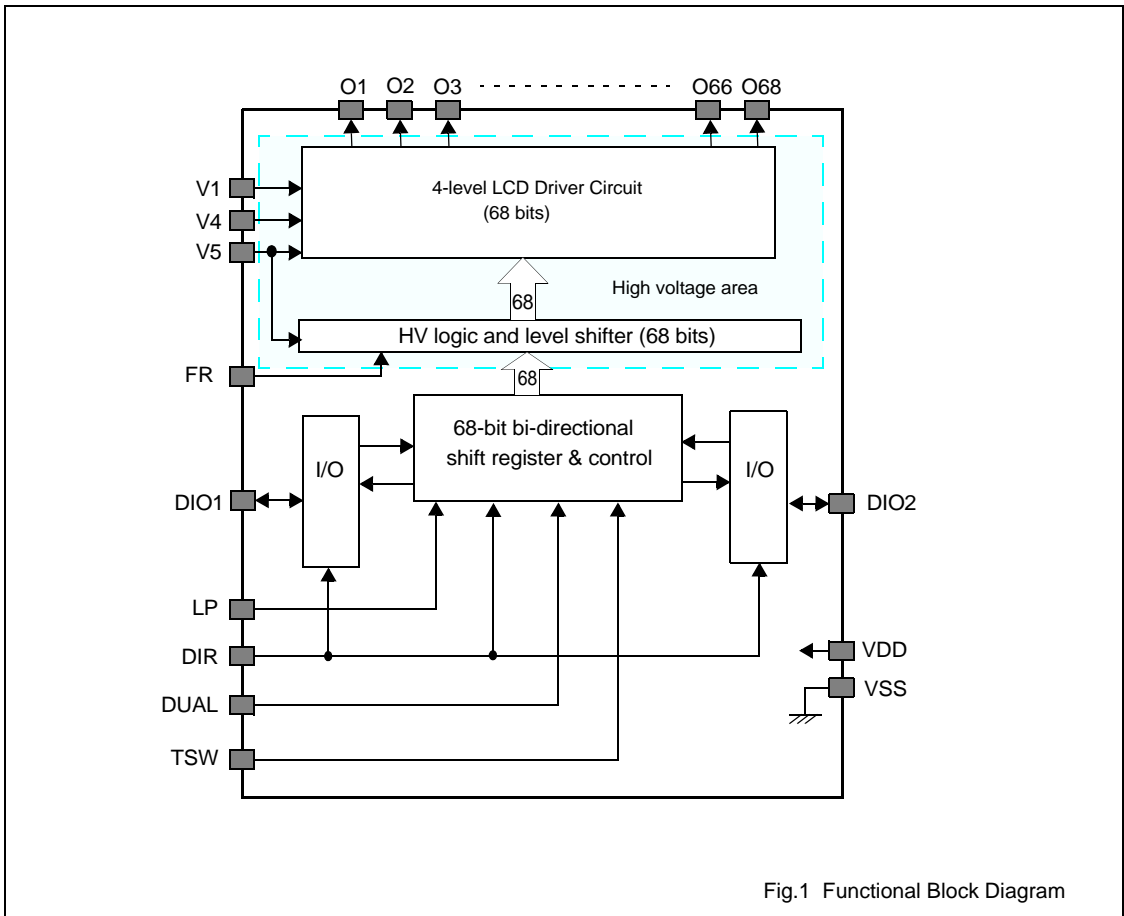 O1 O2 O3 O66 O68
V1
4-level LCD Driver Circuit
(68 bits)
V4
V5
High voltage area
68
HV logic and level shifter (68 bits)
FR
68
68-bit bi-directional
shift register & control
I/O
I/O
DIO1
DIO2
LP
DIR
VDD
VSS
DUAL
TSW
Fig.1 Functional Block Diagram